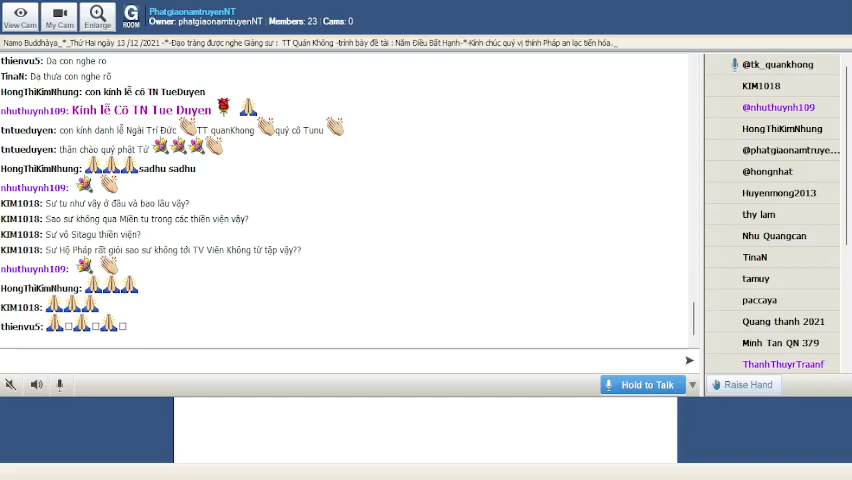 View Cam
My Cam
Enlarge
G
ROOM
PhatgiaonamtruyenNT
Owner: phatgiaonamtruyenNT Members: 23 Cams: 0
Namo Buddhàya_*_Thứ Hai ngày 13 /12 /2021 -*-Đạo tràng được nghe Giảng sư : TT Quán Không -trình bày đề tài : Năm Điều Bất Hạnh-*-Kính chúc quý vị thính Pháp an lạc tiến hóa._
thienvu5: Dạ con nghe ro
TinaN: Dạ thưa con nghe rõ
HongThiKimNhung: con kính lễ cô TN TueDuyen
nhuthuynh109: Kính lễ Cô TN Tue Duyen
tntueduyen: con kính danh lễ Ngài Trí Đức TT quanKhong quý cô Tunu
tntueduyen: thân chào quý phật Tử
HongThiKimNhung: sadhu sadhu
nhuthuynh109:
KIM1018: Sư tu như vậy ở đâu và bao lâu vậy?
KIM1018: Sao sư không qua Miên tu trong các thiền viện vậy?
KIM1018: Sư vô Sitagu thiền viện?
KIM1018: Sư Hộ Pháp rất giỏi sao sư không tới TV Viên Không từ tập vậy??
nhuthuynh109:
HongThiKimNhung:
KIM1018:
thienvu5:
Hold to Talk
@tk_quankhong
KIM1018
@nhuthuynh109
HongThiKimNhung
@phatgiaonamtruye...
@hongnhat
Huyenmong2013
thy lam
Nhu Quangcan
TinaN
tamuy
paccaya
Quang thanh 2021
Minh Tan QN 379
ThanhThuyrTraanf
Raise Hand